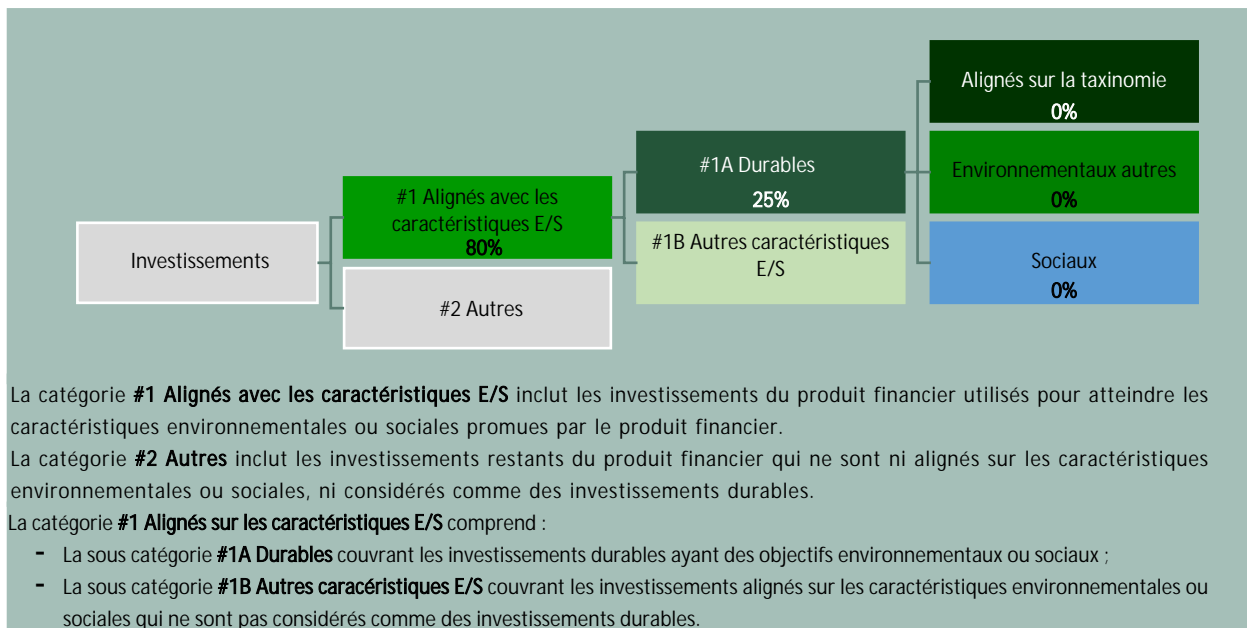 Investissements
#1 Alignés avec les
caractéristiques E/S
80%
#2 Autres
#1A Durables
25%
#1B Autres caractéristiques
E/S
Alignés sur la taxinomie
0%
Environnementaux autres
0%
Sociaux
0%
La catégorie #1 Alignés avec les caractéristiques E/S inclut les investissements du produit financier utilisés pour atteindre les
caractéristiques environnementales ou sociales promues par le produit financier.
La catégorie #2 Autres inclut les investissements restants du produit financier qui ne sont ni alignés sur les caractéristiques
environnementales ou sociales, ni considérés comme des investissements durables.
La catégorie #1 Alignés sur les caractéristiques E/S comprend :
- La sous catégorie #1A Durables couvrant les investissements durables ayant des objectifs environnementaux ou sociaux ;
- La sous catégorie #1B Autres caracéristiques E/S couvrant les investissements alignés sur les caractéristiques environnementales ou
sociales qui ne sont pas considérés comme des investissements durables.